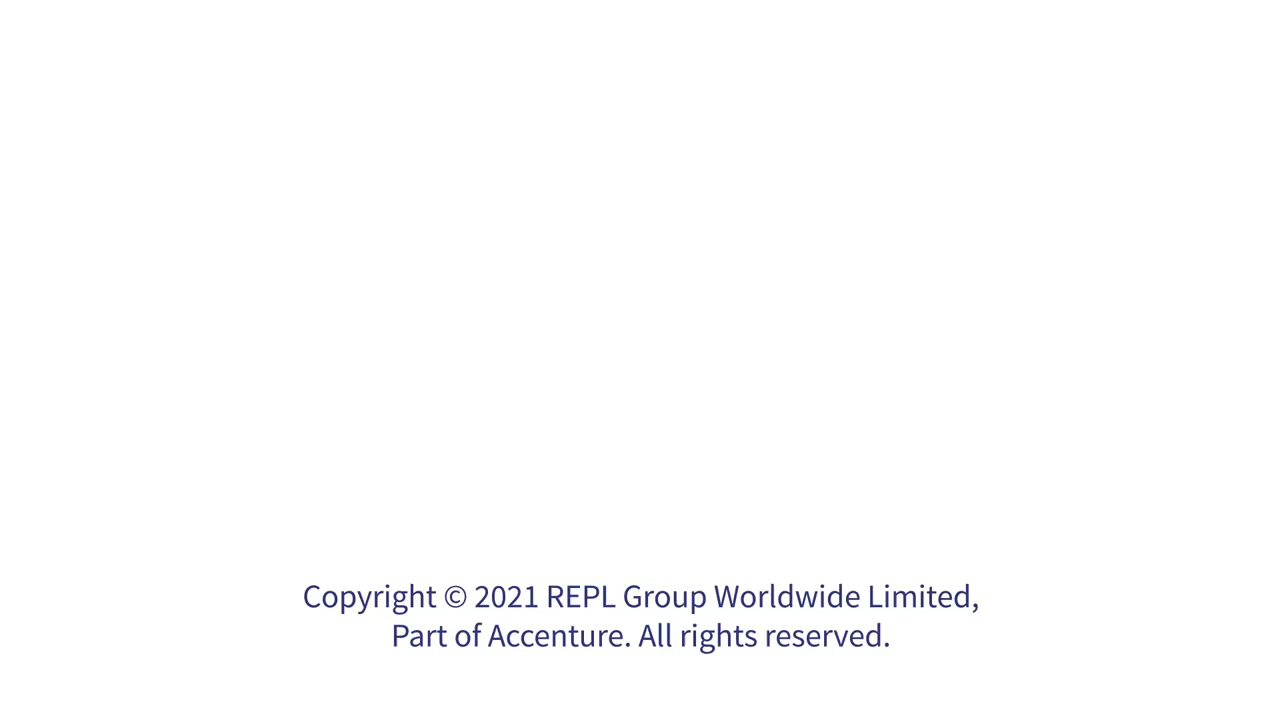 Copyright © 2021 REPL Group Worldwide Limited,
Part of Accenture. All rights reserved.